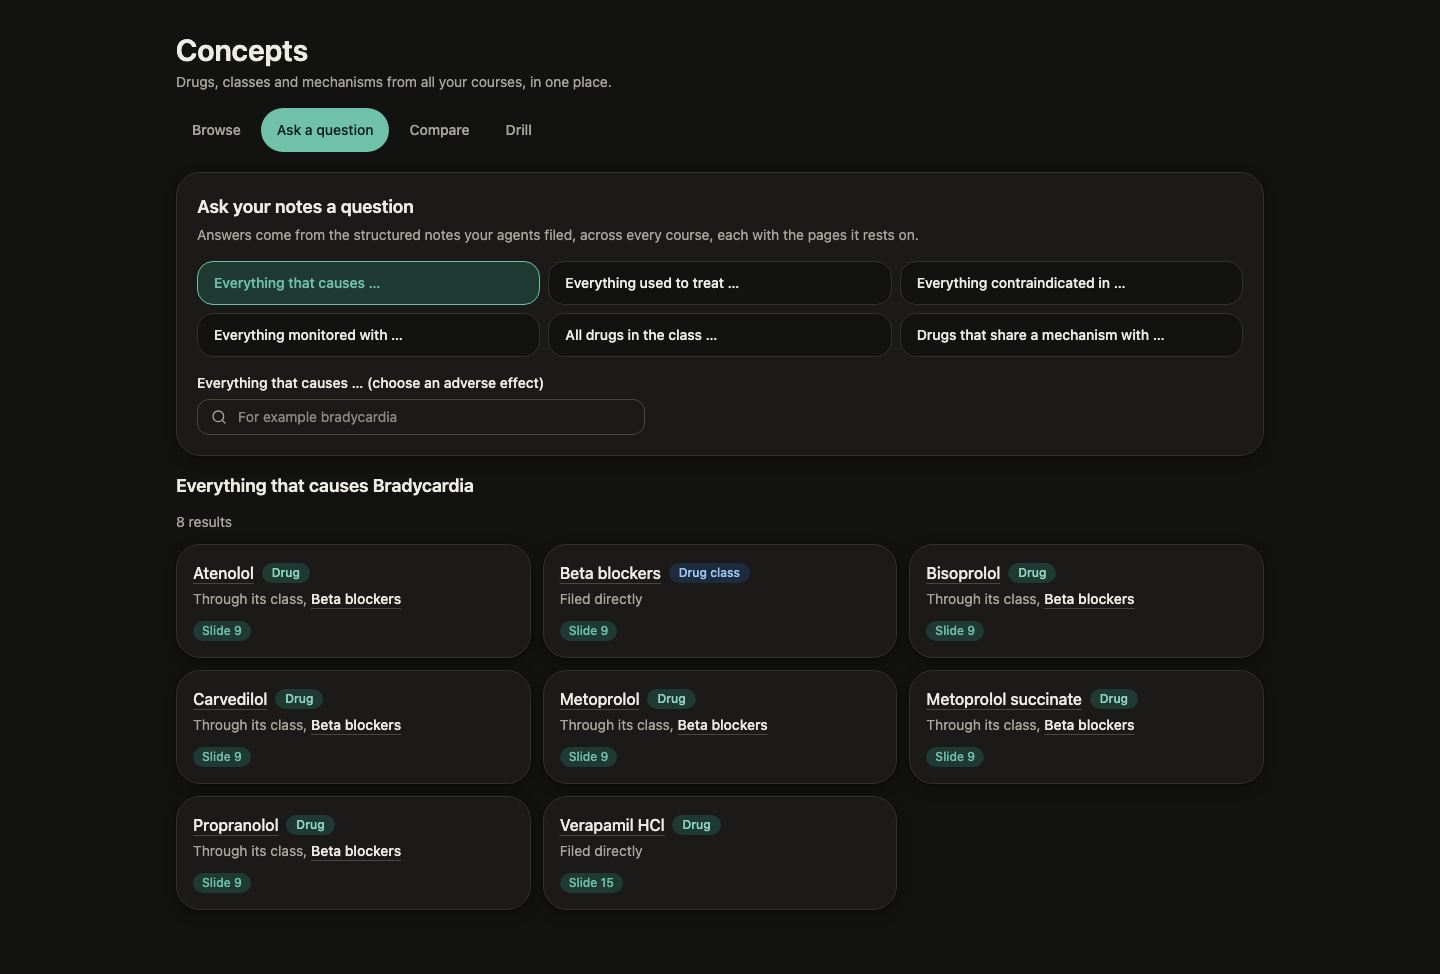 Concepts
Drugs, classes and mechanisms from all your courses, in one place.
Browse Ask a question Compare Drill
Ask your notes a question
Answers come from the structured notes your agents filed, across every course, each with the pages it rests on.
Everything that causes ... Everything used to treat ... Everything contraindicated in ...
Everything monitored with ... All drugs in the class ... Drugs that share a mechanism with ...
Everything that causes ... (choose an adverse effect)
For example bradycardia
Everything that causes Bradycardia
8 results
Atenolol Drug
Through its class, Beta blockers
Slide 9
Beta blockers Drug class
Filed directly
Slide 9
Bisoprolol Drug
Through its class, Beta blockers
Slide 9
Carvedilol Drug
Through its class, Beta blockers
Slide 9
Metoprolol Drug
Through its class, Beta blockers
Slide 9
Metoprolol succinate Drug
Through its class, Beta blockers
Slide 9
Propranolol Drug
Through its class, Beta blockers
Slide 9
Verapamil HCl Drug
Filed directly
Slide 15